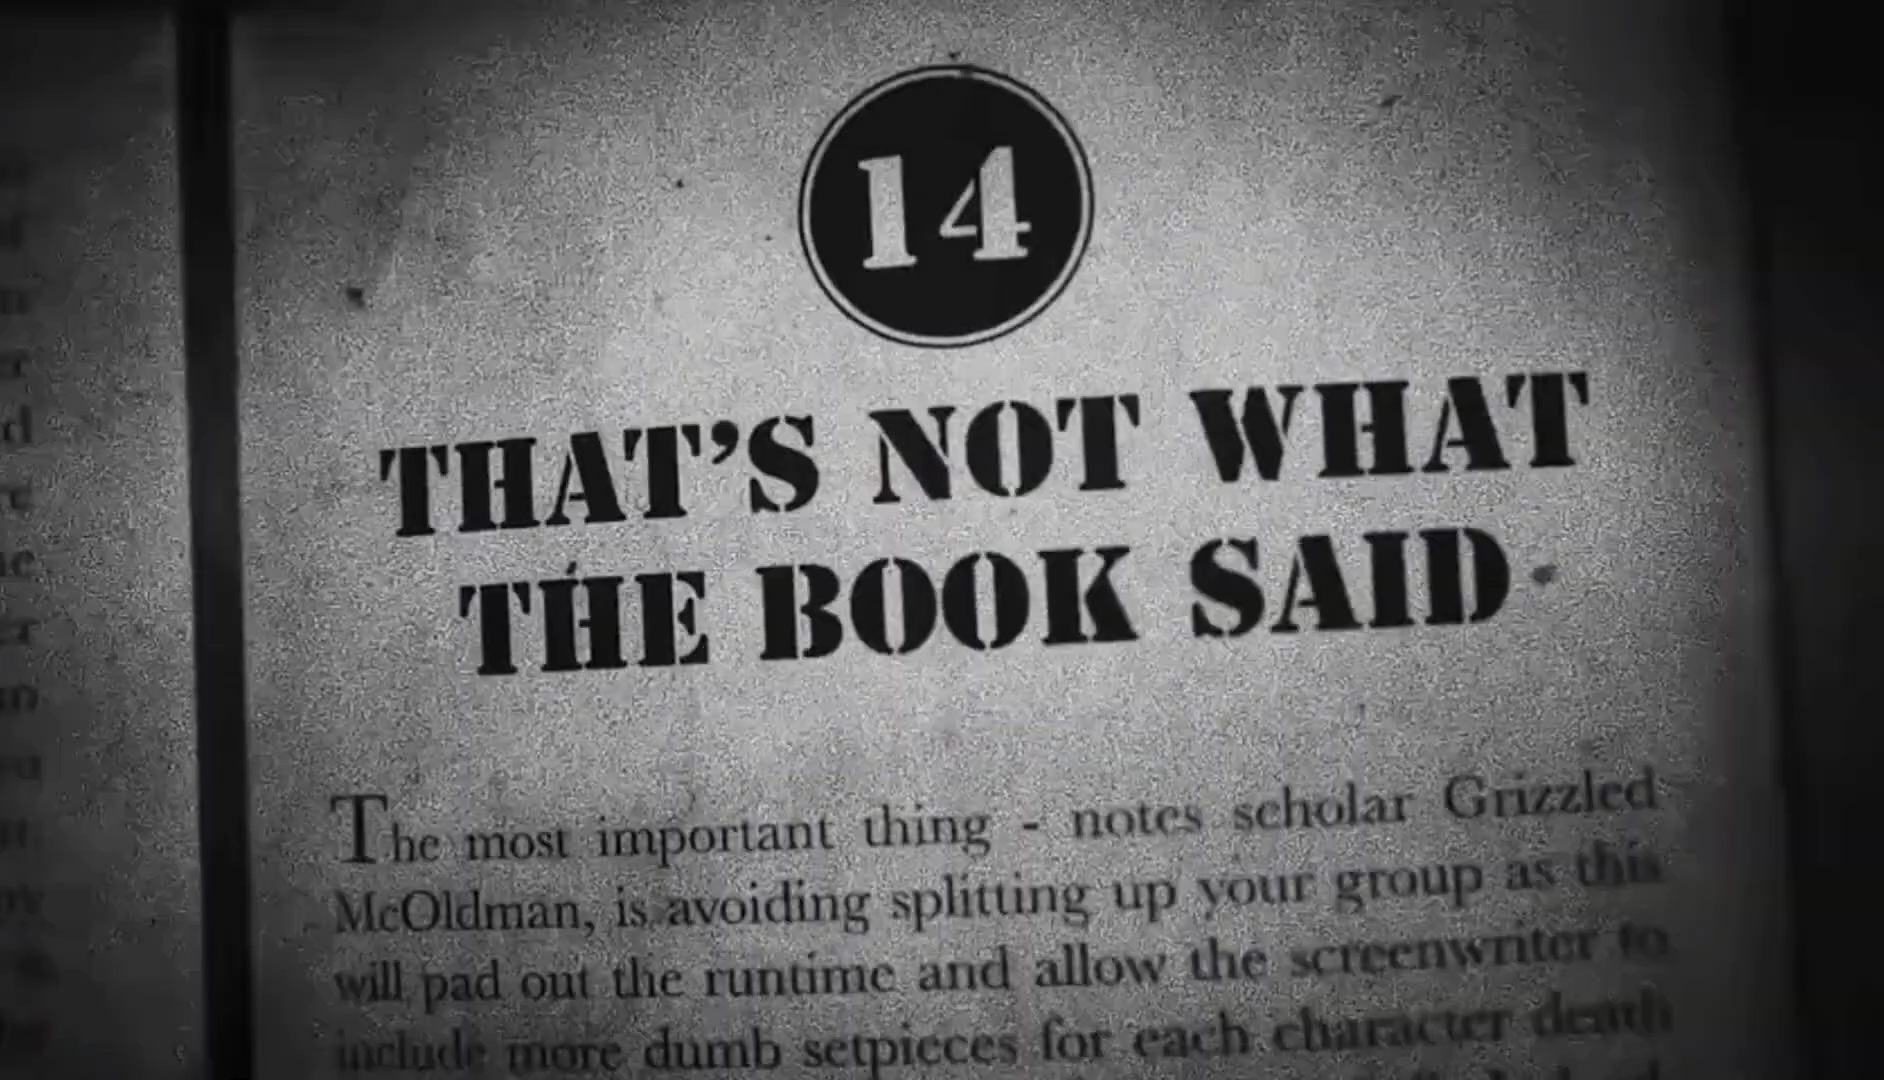 14
THAT'S NOT WHAT
THE BOOK SAID
The most important thing - notes scholar Grizzled
McOldman, is avoiding splitting up your group as this
will pad out the runtime and allow the screenwriter to
include more dumb setpieces for each character death